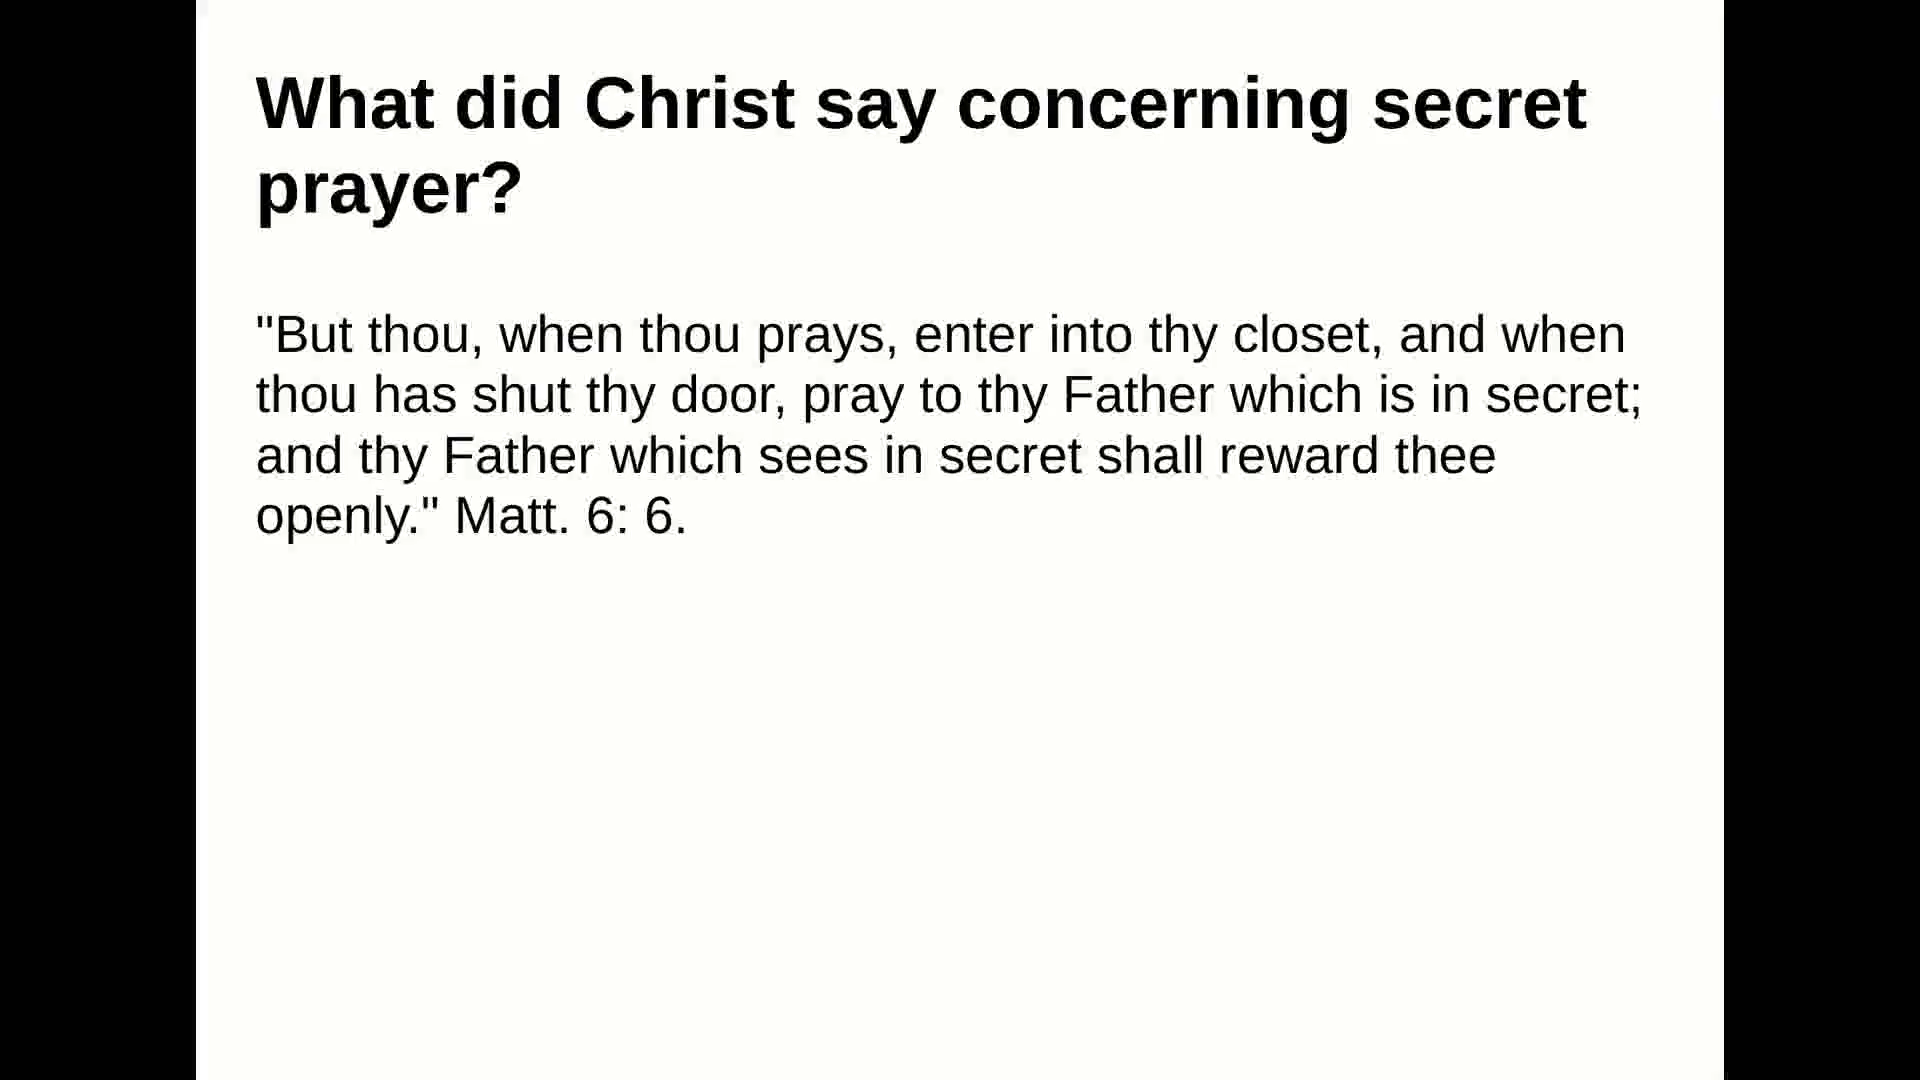 What did Christ say concerning secret
prayer?
"But thou, when thou prays, enter into thy closet, and when
thou has shut thy door, pray to thy Father which is in secret;
and thy Father which sees in secret shall reward thee
openly." Matt. 6: 6.